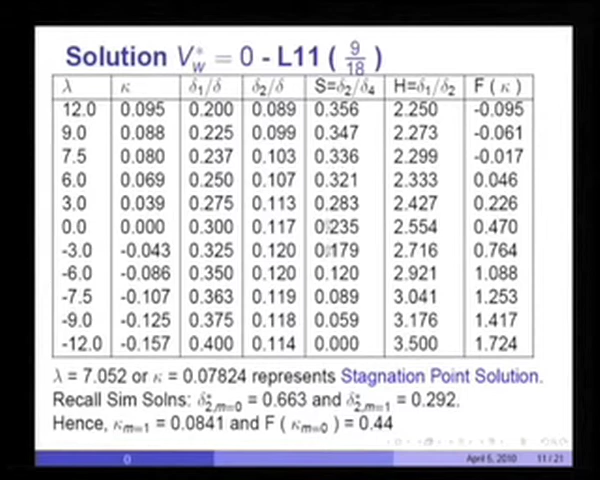 Solution V*w = 0 - L11 ( 9/18 )
λ κ δ1/δ δ2/δ S=δ2/δ4 H=δ1/δ2 F ( κ )
12.0 0.095 0.200 0.089 0.356 2.250 -0.095
9.0 0.088 0.225 0.099 0.347 2.273 -0.061
7.5 0.080 0.237 0.103 0.336 2.299 -0.017
6.0 0.069 0.250 0.107 0.321 2.333 0.046
3.0 0.039 0.275 0.113 0.283 2.427 0.226
0.0 0.000 0.300 0.117 0.235 2.554 0.470
-3.0 -0.043 0.325 0.120 0.179 2.716 0.764
-6.0 -0.086 0.350 0.120 0.120 2.921 1.088
-7.5 -0.107 0.363 0.119 0.089 3.041 1.253
-9.0 -0.125 0.375 0.118 0.059 3.176 1.417
-12.0 -0.157 0.400 0.114 0.000 3.500 1.724
λ = 7.052 or κ = 0.07824 represents Stagnation Point Solution.
Recall Sim Solns: δ*2,m=0 = 0.663 and δ*2,m=1 = 0.292.
Hence, κm=1 = 0.0841 and F ( κm=0 ) = 0.44
() April 5, 2010 11 / 21